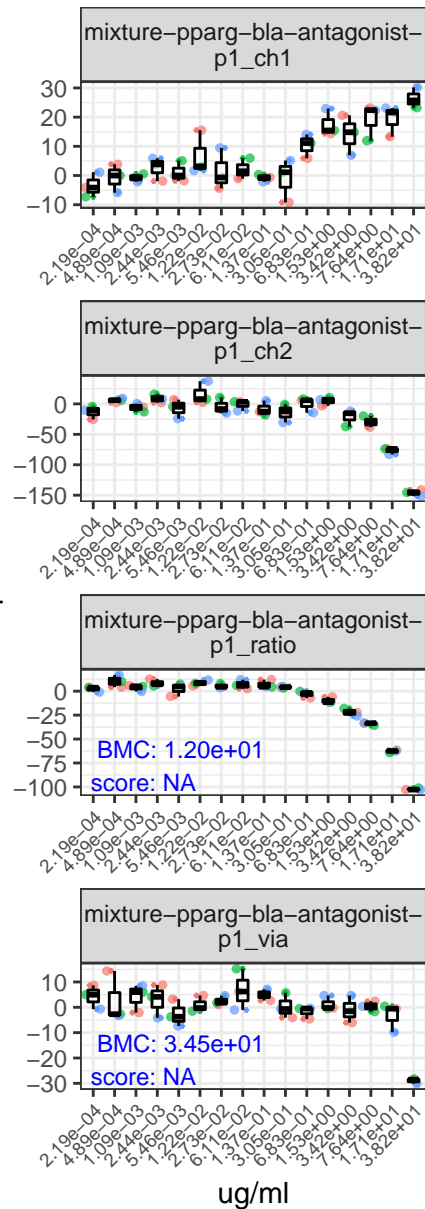 mixture−pparg−bla−antagonist−
p1_ch1
30
20
10
0
−10
2.19e−04
4.89e−04
1.09e−03
2.44e−03
5.46e−03
1.22e−02
2.73e−02
6.11e−02
1.37e−01
3.05e−01
6.83e−01
1.53e+00
3.42e+00
7.64e+00
1.71e+01
3.82e+01
mixture−pparg−bla−antagonist−
p1_ch2
0
−50
−100
−150
2.19e−04
4.89e−04
1.09e−03
2.44e−03
5.46e−03
1.22e−02
2.73e−02
6.11e−02
1.37e−01
3.05e−01
6.83e−01
1.53e+00
3.42e+00
7.64e+00
1.71e+01
3.82e+01
mixture−pparg−bla−antagonist−
p1_ratio
0
−25
−50
−75
−100
BMC: 1.20e+01
score: NA
2.19e−04
4.89e−04
1.09e−03
2.44e−03
5.46e−03
1.22e−02
2.73e−02
6.11e−02
1.37e−01
3.05e−01
6.83e−01
1.53e+00
3.42e+00
7.64e+00
1.71e+01
3.82e+01
mixture−pparg−bla−antagonist−
p1_via
10
0
−10
−20
−30
BMC: 3.45e+01
score: NA
2.19e−04
4.89e−04
1.09e−03
2.44e−03
5.46e−03
1.22e−02
2.73e−02
6.11e−02
1.37e−01
3.05e−01
6.83e−01
1.53e+00
3.42e+00
7.64e+00
1.71e+01
3.82e+01
ug/ml